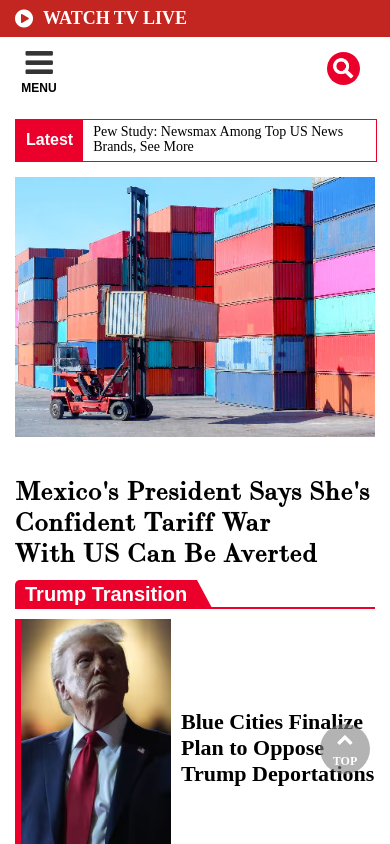 WATCH TV LIVE
MENU
Latest
Pew Study: Newsmax Among Top US News
Brands, See More
Mexico's President Says She's
Confident Tariff War
With US Can Be Averted
Trump Transition
Blue Cities Finalize
Plan to Oppose
Trump Deportations
TOP